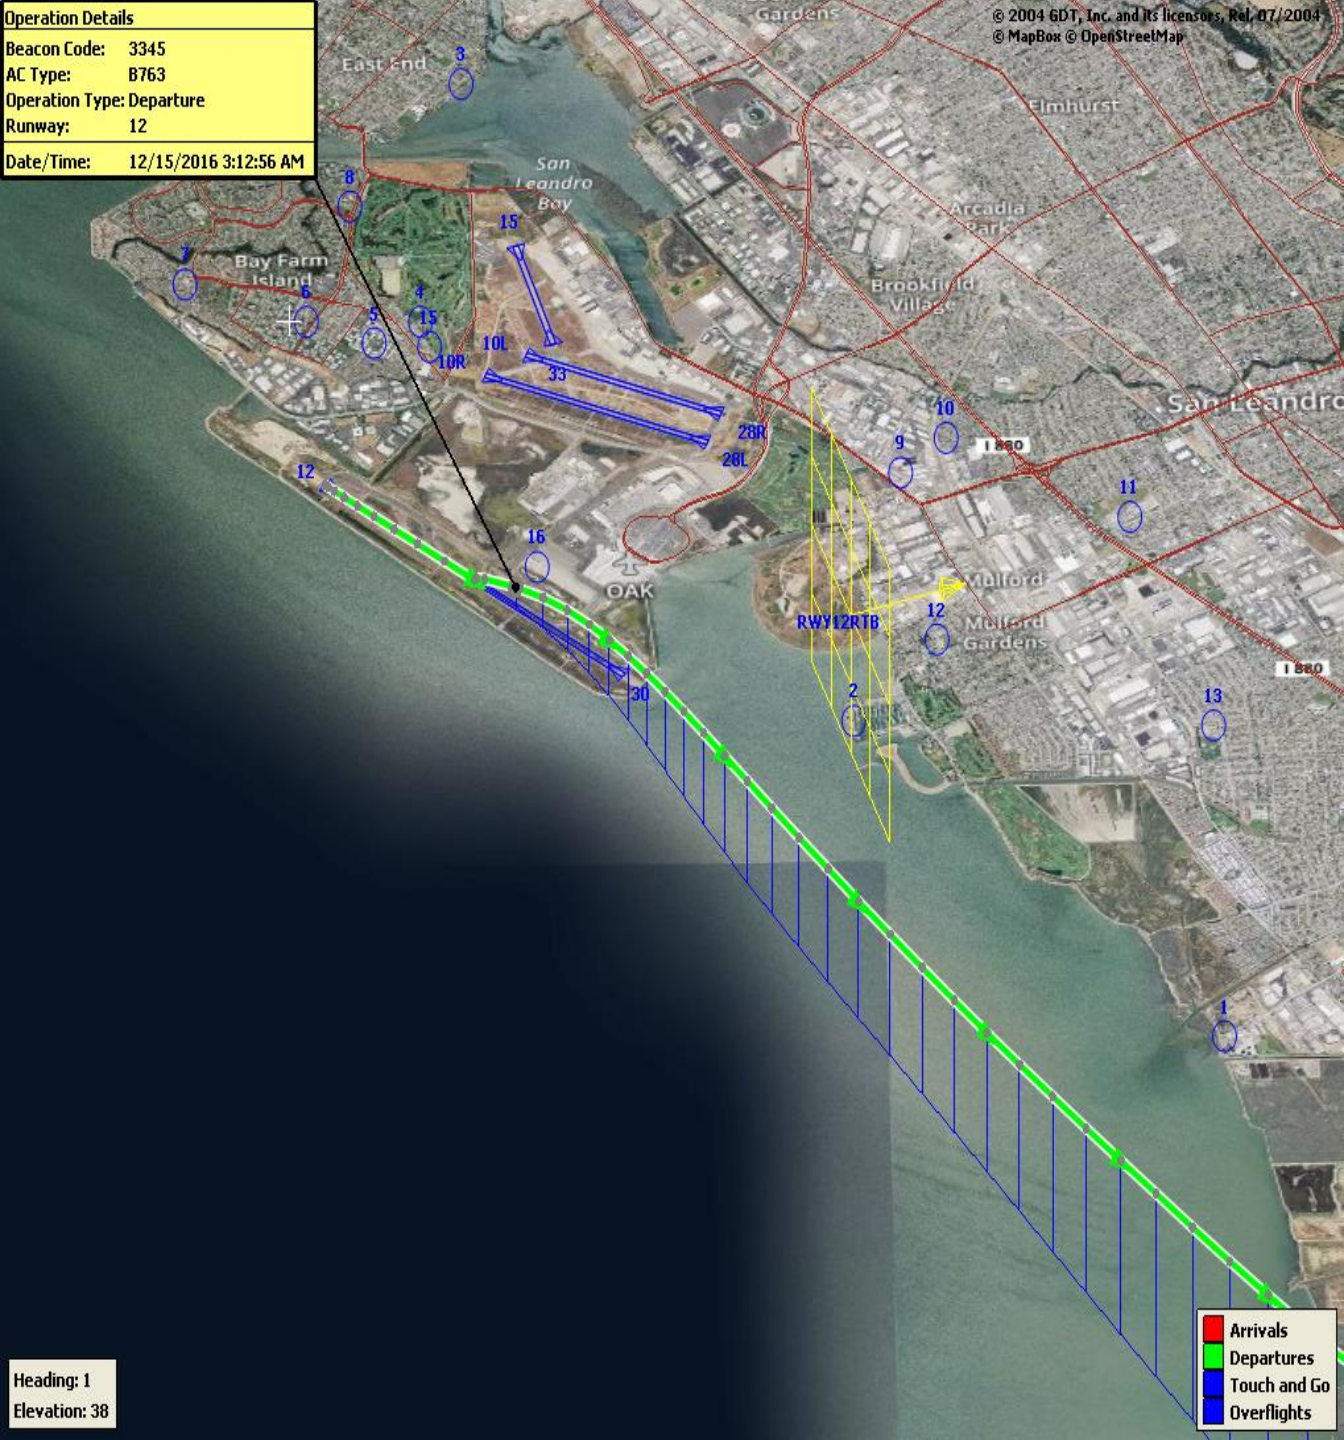 Operation Details
Beacon Code: 3345
AC Type: B763
Operation Type: Departure
Runway: 12
Date/Time: 12/15/2016 3:12:56 AM
© 2004 GDT, Inc. and its licensors, Rel. 07/2004
© MapBox © OpenStreetMap
Gardens
East End
3
Elmhurst
San
Leandro
Bay
8
15
Arcadia
Park
7
Bay Farm
Island
6
4
15
5
10L
10R
33
Brookfield
Village
San Leandro
10
I 880
9
28R
28L
12
11
16
OAK
Mulford
RWY12RTB
12
Mulford
Gardens
I 880
30
2
13
1
Arrivals
Departures
Touch and Go
Overflights
Heading: 1
Elevation: 38